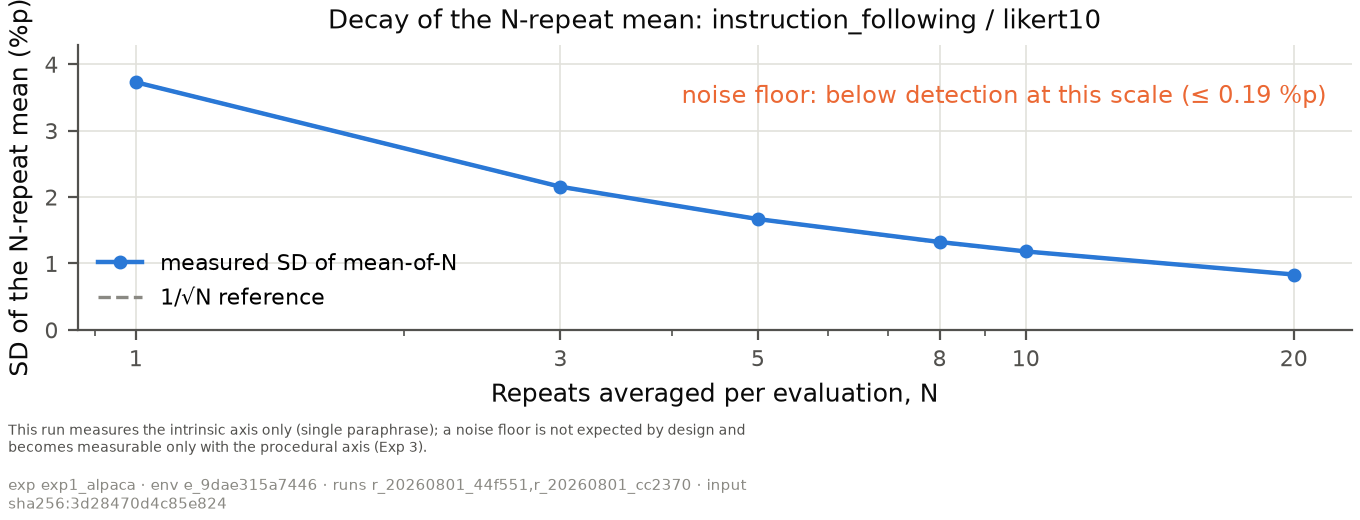 Decay of the N-repeat mean: instruction_following / likert10
SD of the N-repeat mean (%p)
4
3
2
1
0
noise floor: below detection at this scale (≤ 0.19 %p)
measured SD of mean-of-N
1/√N reference
1
3
5
8
10
20
Repeats averaged per evaluation, N
This run measures the intrinsic axis only (single paraphrase); a noise floor is not expected by design and
becomes measurable only with the procedural axis (Exp 3).
exp exp1_alpaca · env e_9dae315a7446 · runs r_20260801_44f551,r_20260801_cc2370 · input
sha256:3d28470d4c85e824